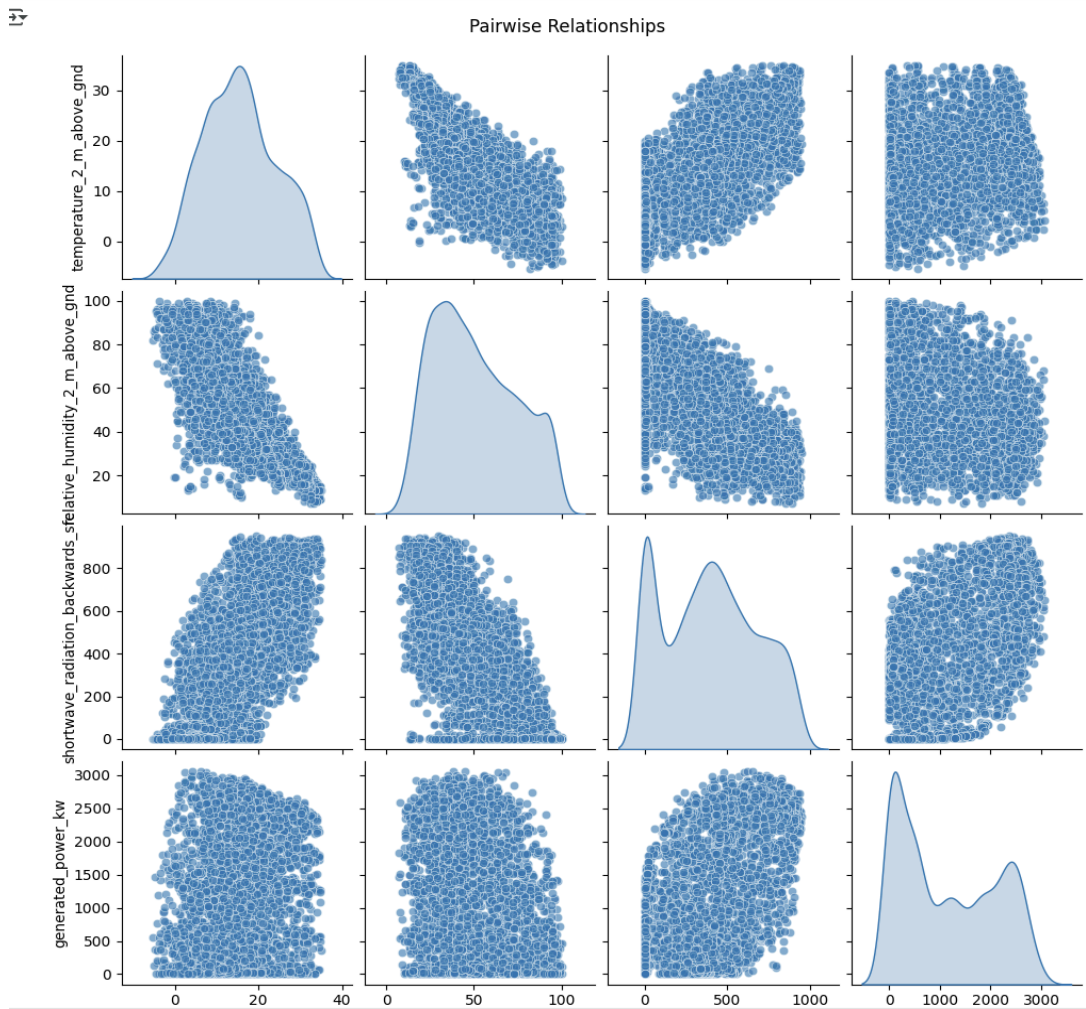 Pairwise Relationships
temperature_2_m_above_gnd
30
20
10
0
relative_humidity_2_m_above_gnd
100
80
60
40
20
shortwave_radiation_backwards_sfc
800
600
400
200
0
generated_power_kw
3000
2500
2000
1500
1000
500
0
0 20 40
0 50 100
0 500 1000
0 1000 2000 3000